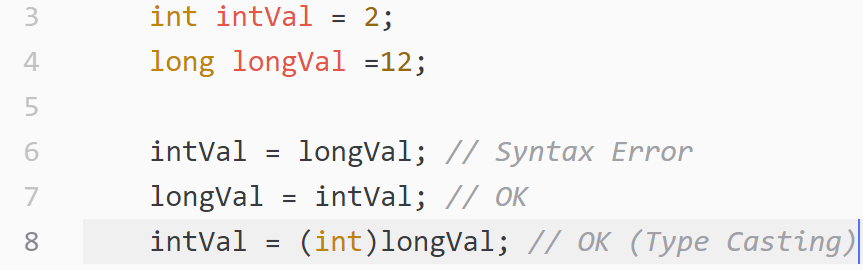 3 int intVal = 2;
4 long longVal =12;
5
6 intVal = longVal; // Syntax Error
7 longVal = intVal; // OK
8 intVal = (int)longVal; // OK (Type Casting)